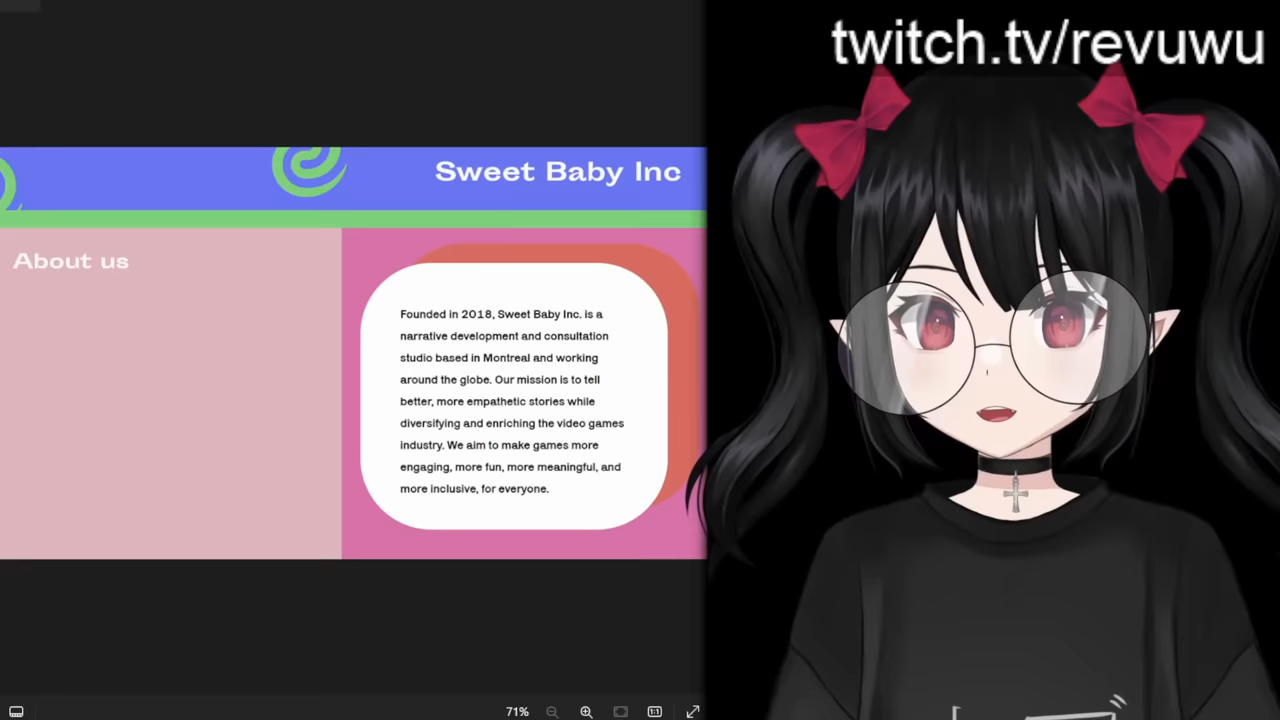 twitch.tv/revuwu
Sweet Baby Inc
About us
Founded in 2018, Sweet Baby Inc. is a
narrative development and consultation
studio based in Montreal and working
around the globe. Our mission is to tell
better, more empathetic stories while
diversifying and enriching the video games
industry. We aim to make games more
engaging, more fun, more meaningful, and
more inclusive, for everyone.
71%
1:1